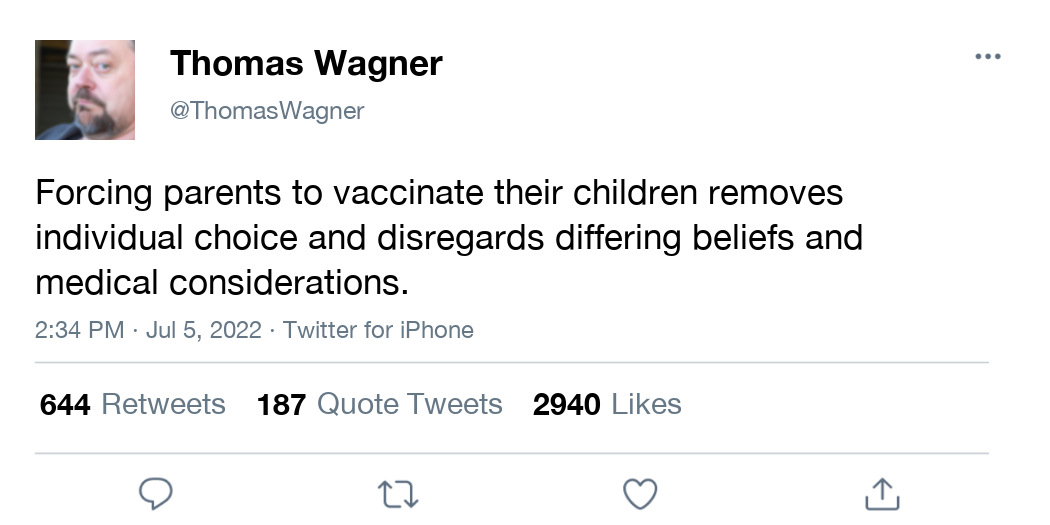 Thomas Wagner
@ThomasWagner
Forcing parents to vaccinate their children removes
individual choice and disregards differing beliefs and
medical considerations.
2:34 PM · Jul 5, 2022 · Twitter for iPhone
644 Retweets 187 Quote Tweets 2940 Likes